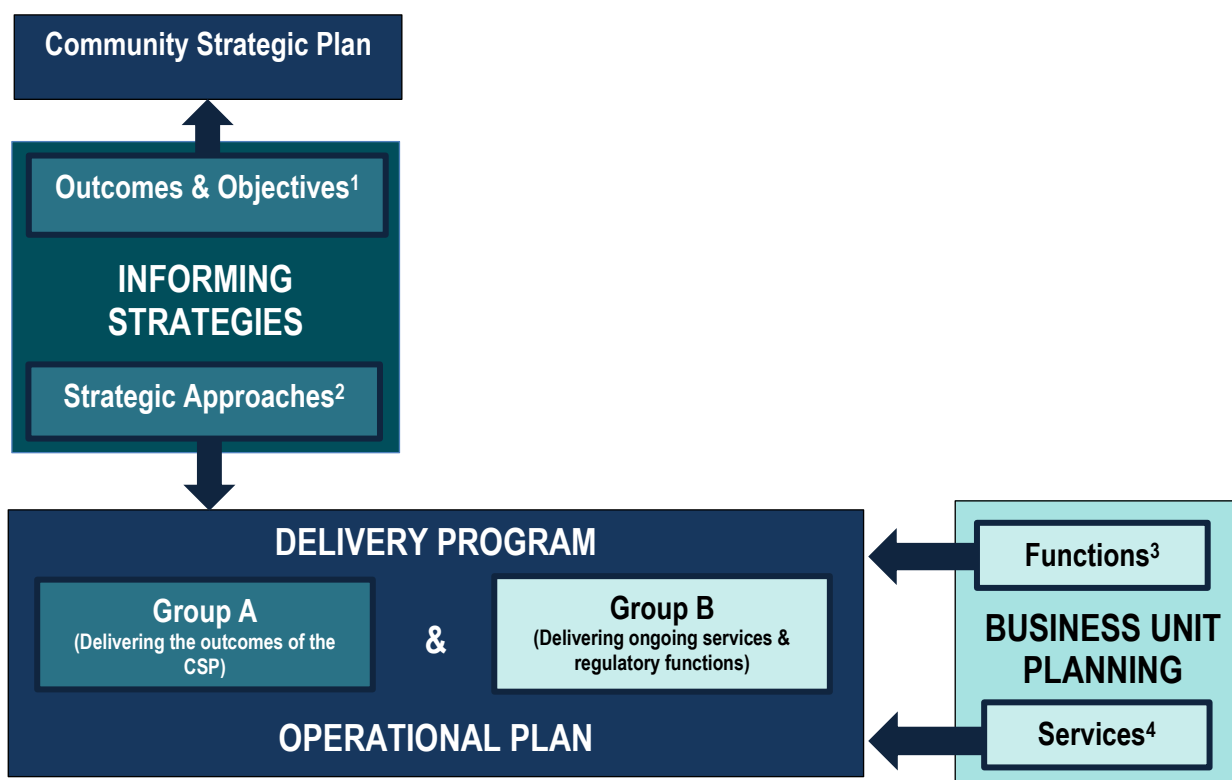 Community Strategic Plan
Outcomes & Objectives¹
INFORMING
STRATEGIES
Strategic Approaches²
DELIVERY PROGRAM
Group A
(Delivering the outcomes of the
CSP)
&
Group B
(Delivering ongoing services &
regulatory functions)
OPERATIONAL PLAN
Functions³
BUSINESS UNIT
PLANNING
Services⁴